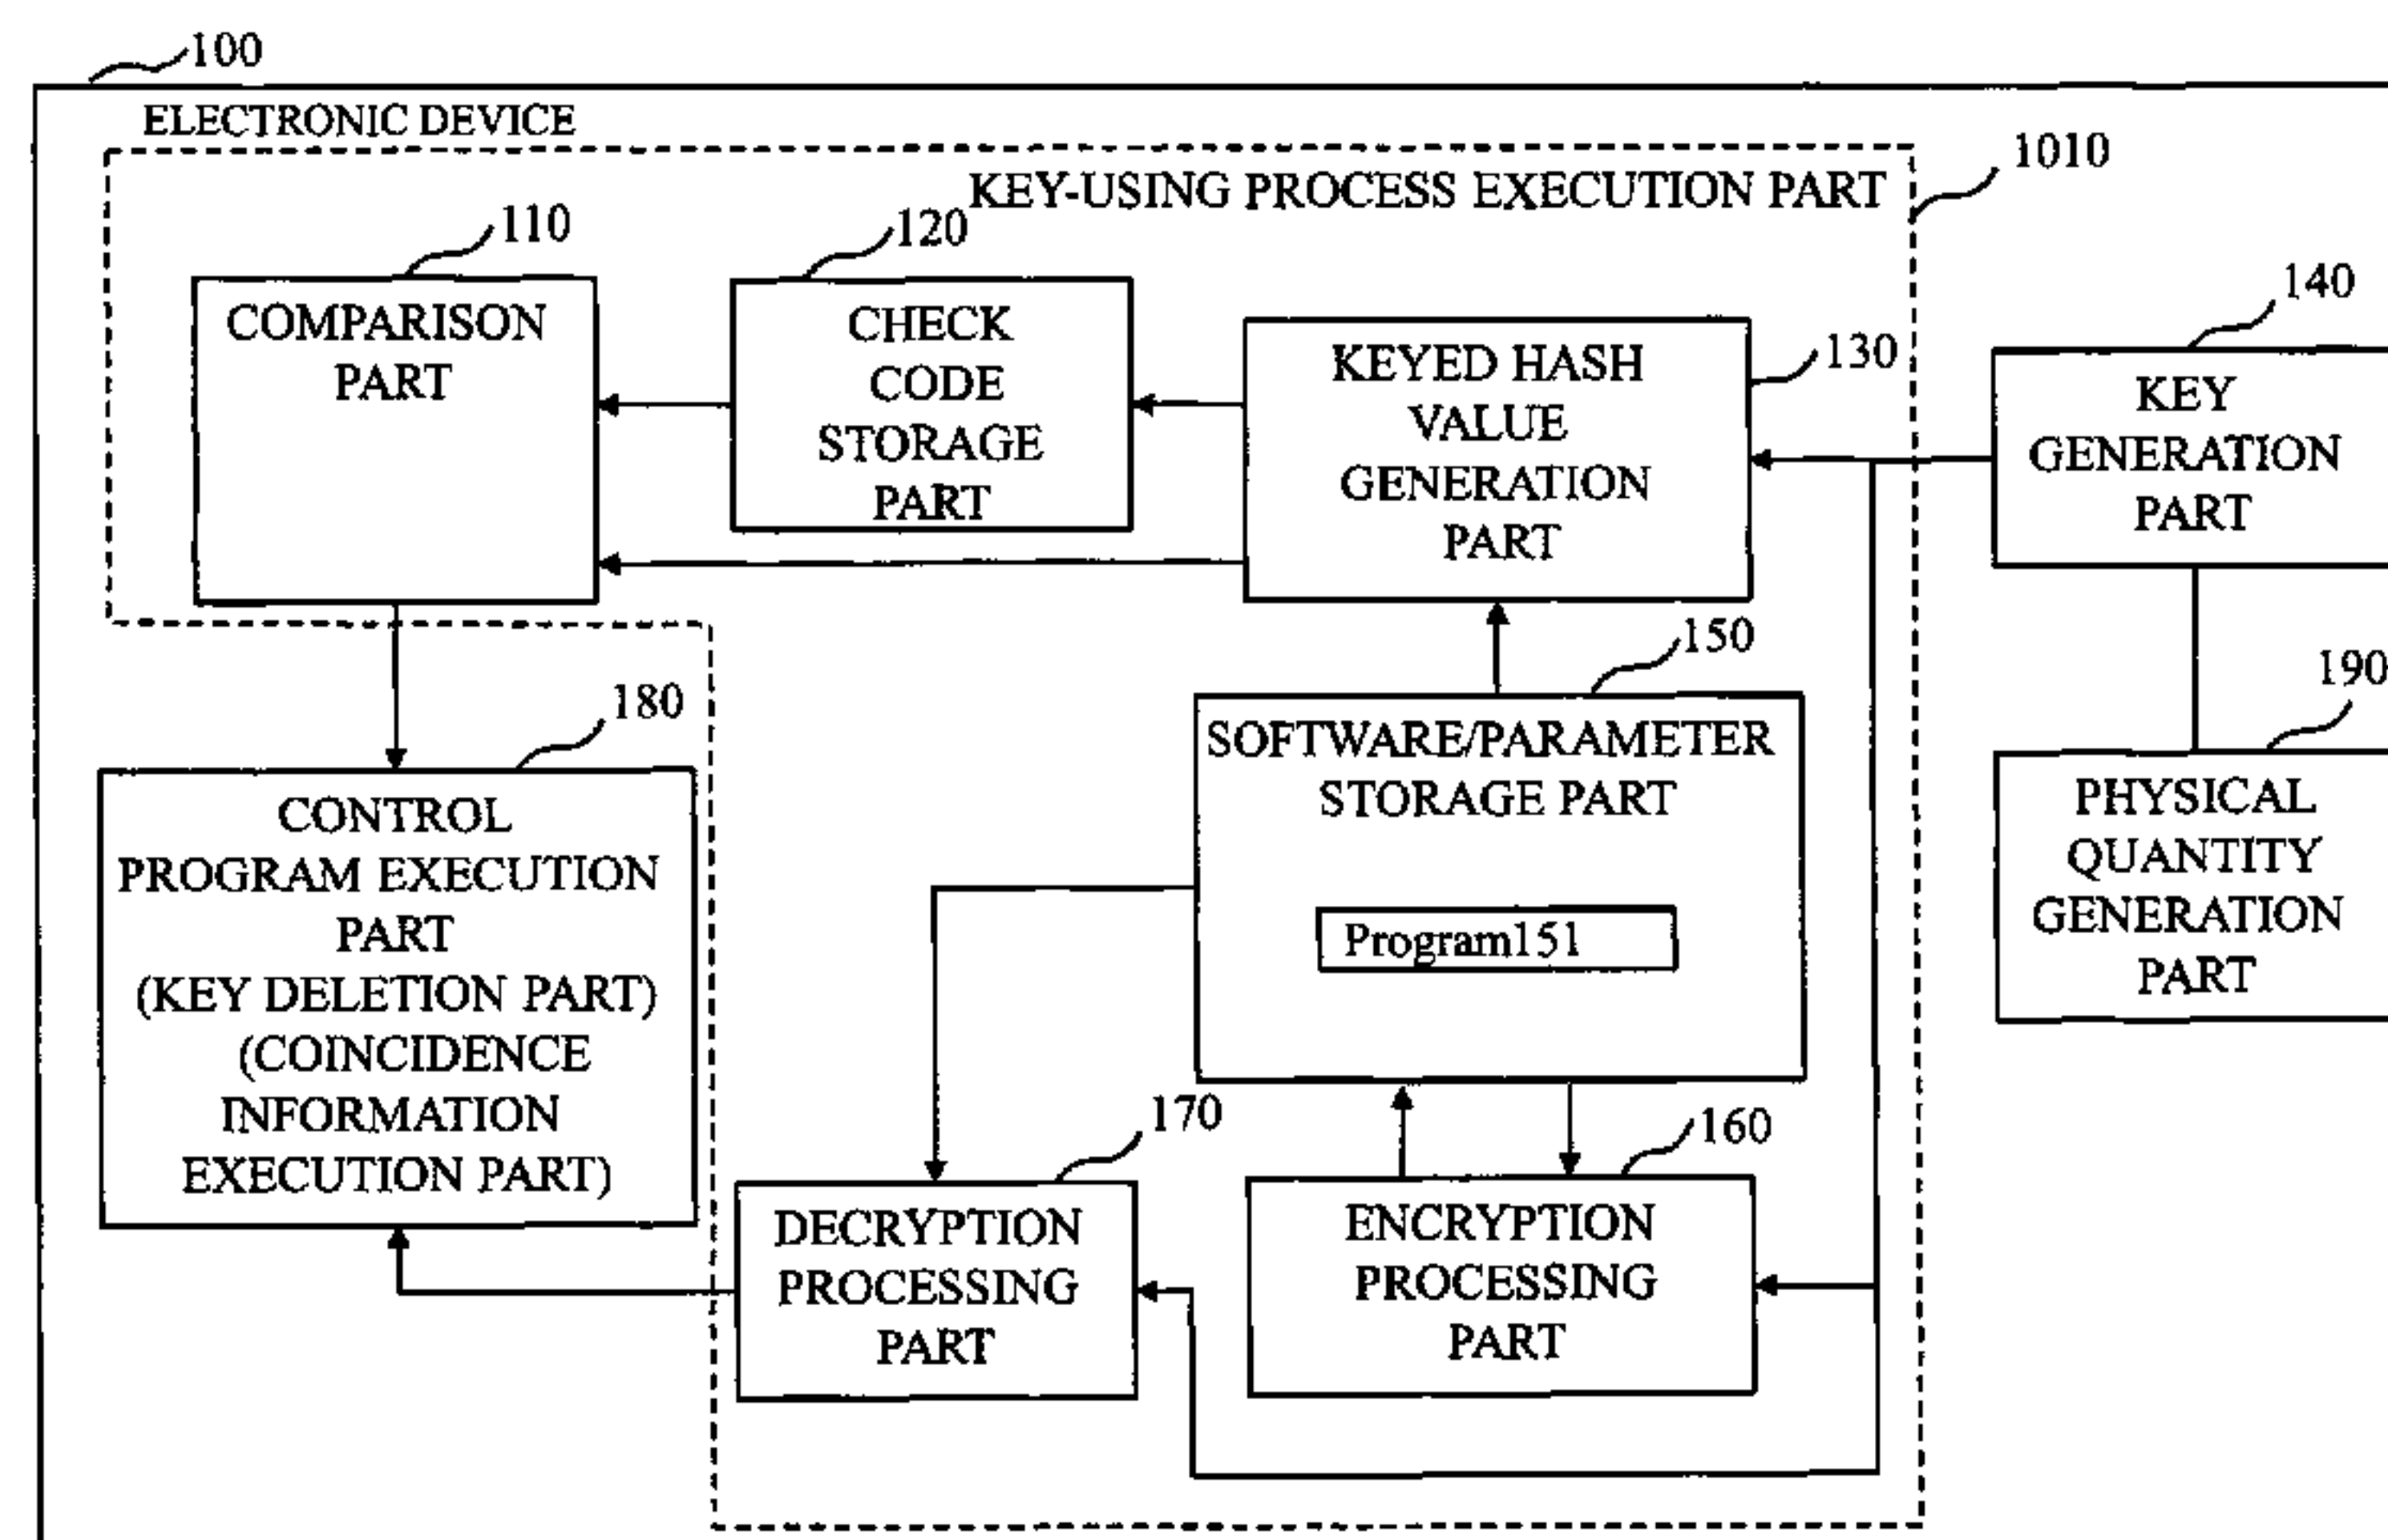 100
ELECTRONIC DEVICE
1010
KEY-USING PROCESS EXECUTION PART
110
COMPARISON
PART
120
CHECK
CODE
STORAGE
PART
130
KEYED HASH
VALUE
GENERATION
PART
140
KEY
GENERATION
PART
150
SOFTWARE/PARAMETER
STORAGE PART
Program151
190
PHYSICAL
QUANTITY
GENERATION
PART
180
CONTROL
PROGRAM EXECUTION
PART
(KEY DELETION PART)
(COINCIDENCE
INFORMATION
EXECUTION PART)
170
DECRYPTION
PROCESSING
PART
160
ENCRYPTION
PROCESSING
PART